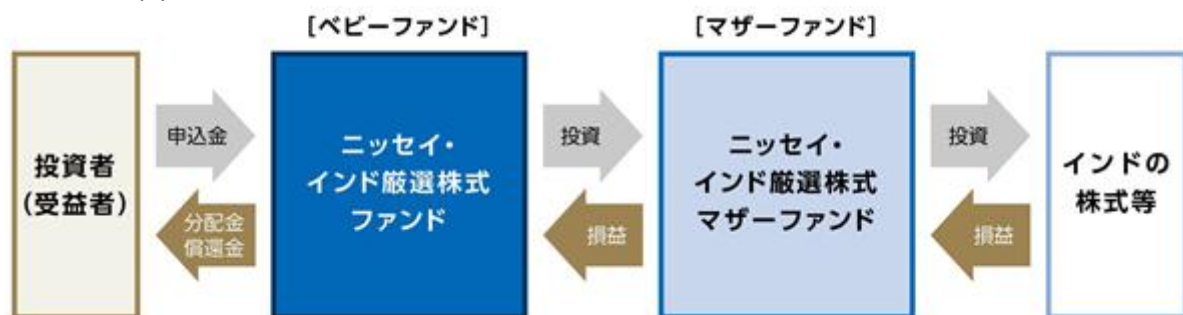 [ベビーファンド]
[マザーファンド]
投資者
(受益者)
申込金
分配金
償還金
ニッセイ・
インド厳選株式
ファンド
投資
損益
ニッセイ・
インド厳選株式
マザーファンド
投資
損益
インドの
株式等